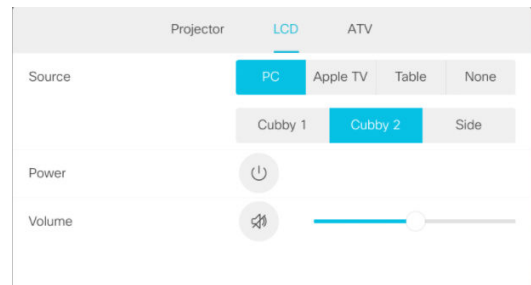 Projector LCD ATV
Source PC Apple TV Table None
Cubby 1 Cubby 2 Side
Power
Volume